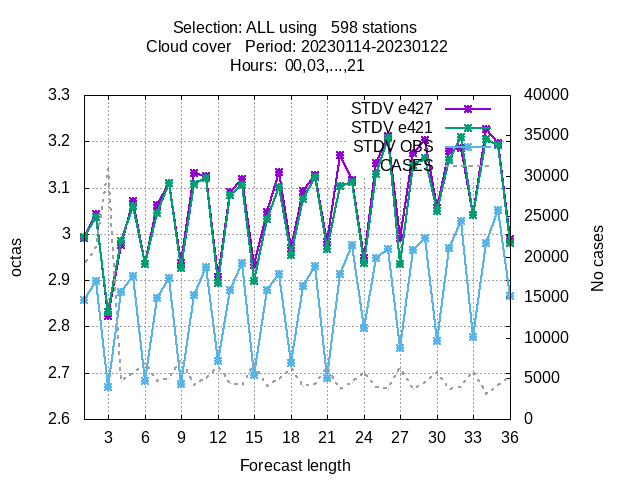 Selection: ALL using   598 stations
Cloud cover   Period: 20230114-20230122
Hours:  00,03,...,21
STDV e427
STDV e421
STDV OBS
CASES
3.3
3.2
3.1
3
2.9
2.8
2.7
2.6
40000
35000
30000
25000
20000
15000
10000
5000
0
octas
No cases
3 6 9 12 15 18 21 24 27 30 33 36
Forecast length